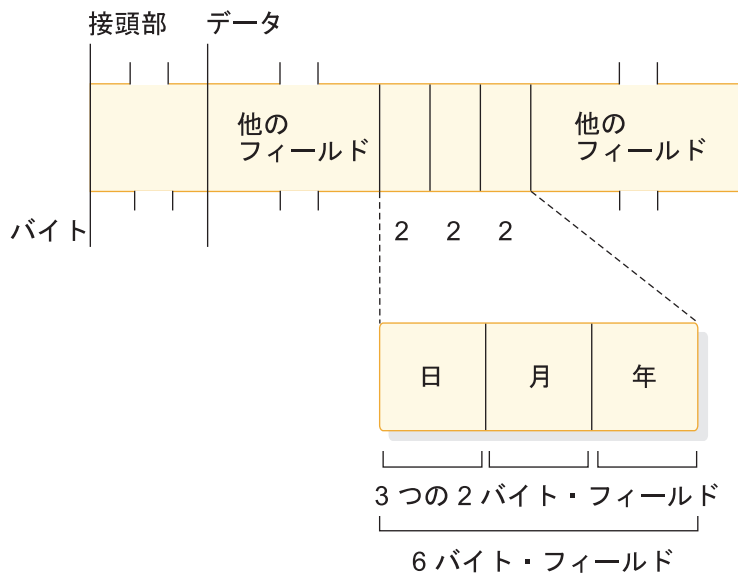 接頭部 データ
他の
フィールド
他の
フィールド
バイト 2 2 2
日 月 年
3 つの 2 バイト・フィールド
6 バイト・フィールド